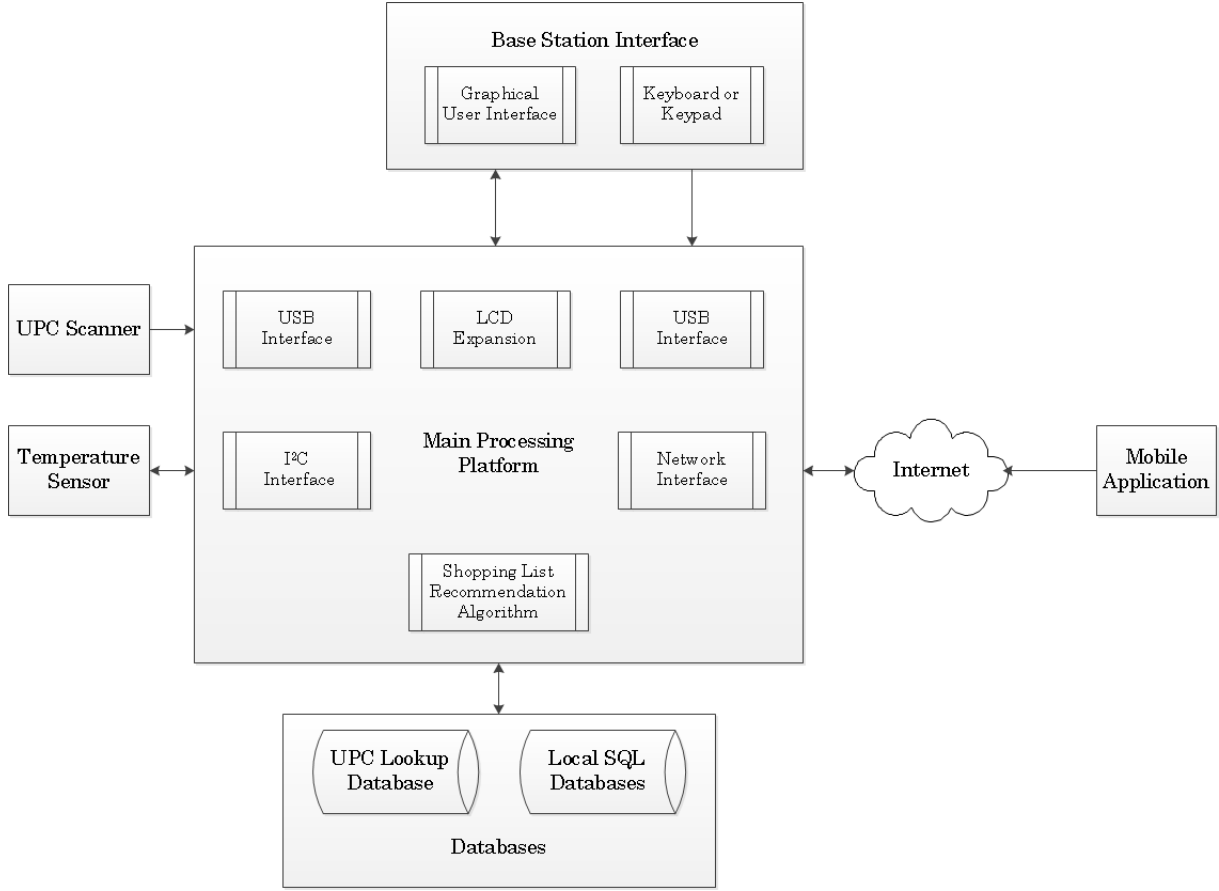 Base Station Interface
Graphical
User Interface
Keyboard or
Keypad
UPC Scanner
USB
Interface
LCD
Expansion
USB
Interface
Temperature
Sensor
I²C
Interface
Main Processing
Platform
Network
Interface
Internet
Mobile
Application
Shopping List
Recommendation
Algorithm
UPC Lookup
Database
Local SQL
Databases
Databases